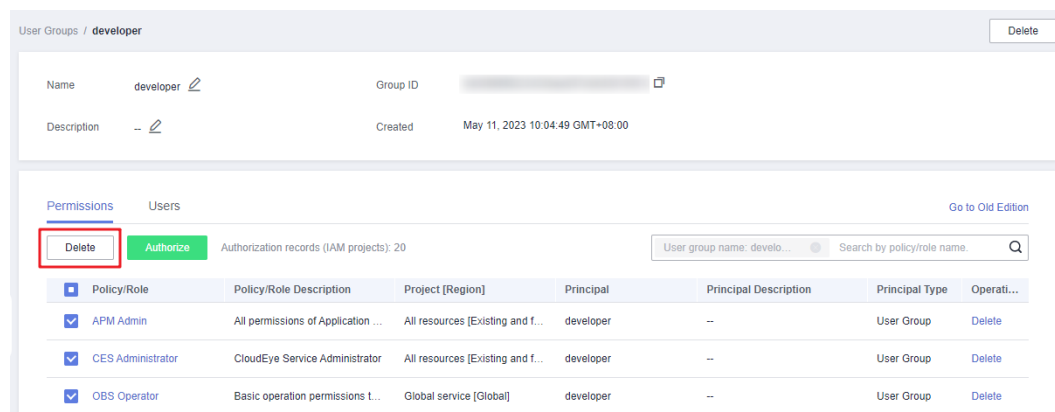 User Groups / developer
Delete
Name developer Group ID
Description -- Created May 11, 2023 10:04:49 GMT+08:00
Permissions Users Go to Old Edition
Delete Authorize Authorization records (IAM projects): 20 User group name: develo... Search by policy/role name.
Policy/Role Policy/Role Description Project [Region] Principal Principal Description Principal Type Operati...
APM Admin All permissions of Application ... All resources [Existing and f... developer -- User Group Delete
CES Administrator CloudEye Service Administrator All resources [Existing and f... developer -- User Group Delete
OBS Operator Basic operation permissions t... Global service [Global] developer -- User Group Delete